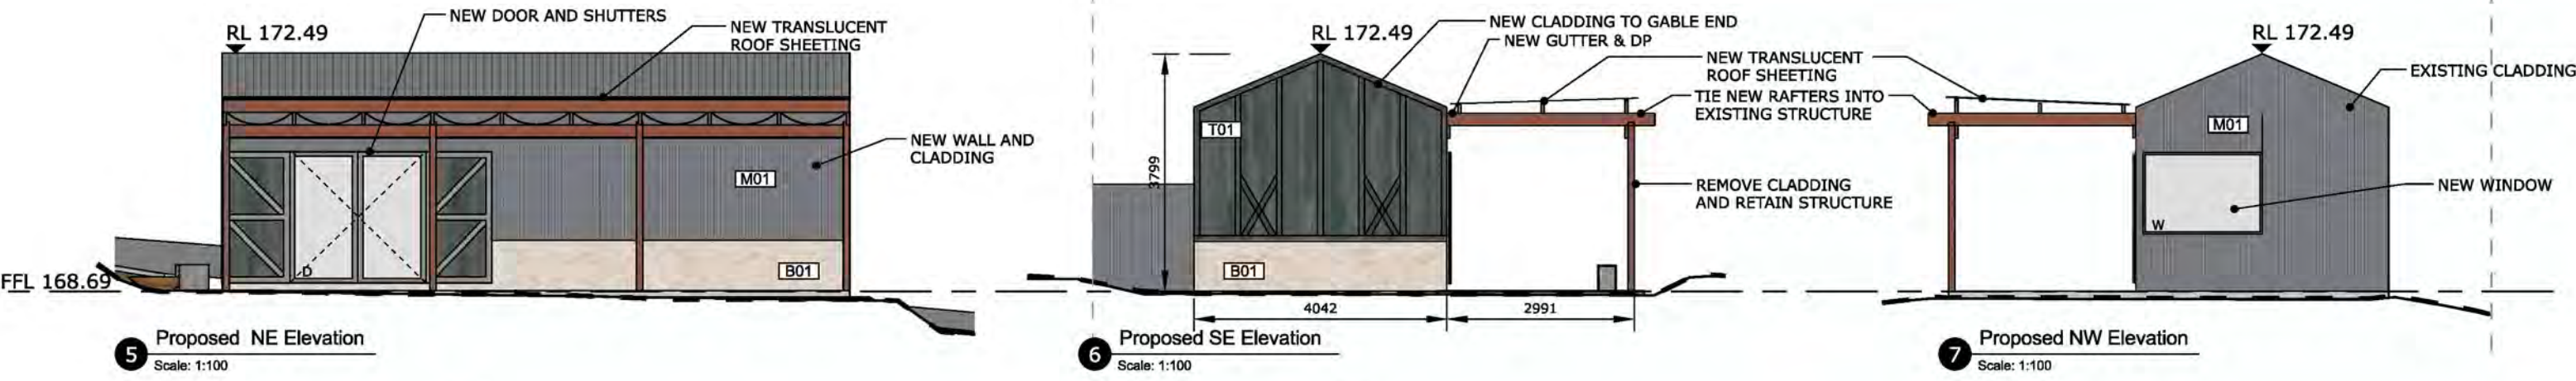 NEW DOOR AND SHUTTERS
NEW TRANSLUCENT
ROOF SHEETING
RL 172.49
NEW WALL AND
CLADDING
M01
B01
D
FFL 168.69
5
Proposed NE Elevation
Scale: 1:100
RL 172.49
NEW CLADDING TO GABLE END
NEW GUTTER & DP
NEW TRANSLUCENT
ROOF SHEETING
TIE NEW RAFTERS INTO
EXISTING STRUCTURE
T01
3799
REMOVE CLADDING
AND RETAIN STRUCTURE
B01
4042
2991
6
Proposed SE Elevation
Scale: 1:100
RL 172.49
EXISTING CLADDING
M01
NEW WINDOW
W
7
Proposed NW Elevation
Scale: 1:100